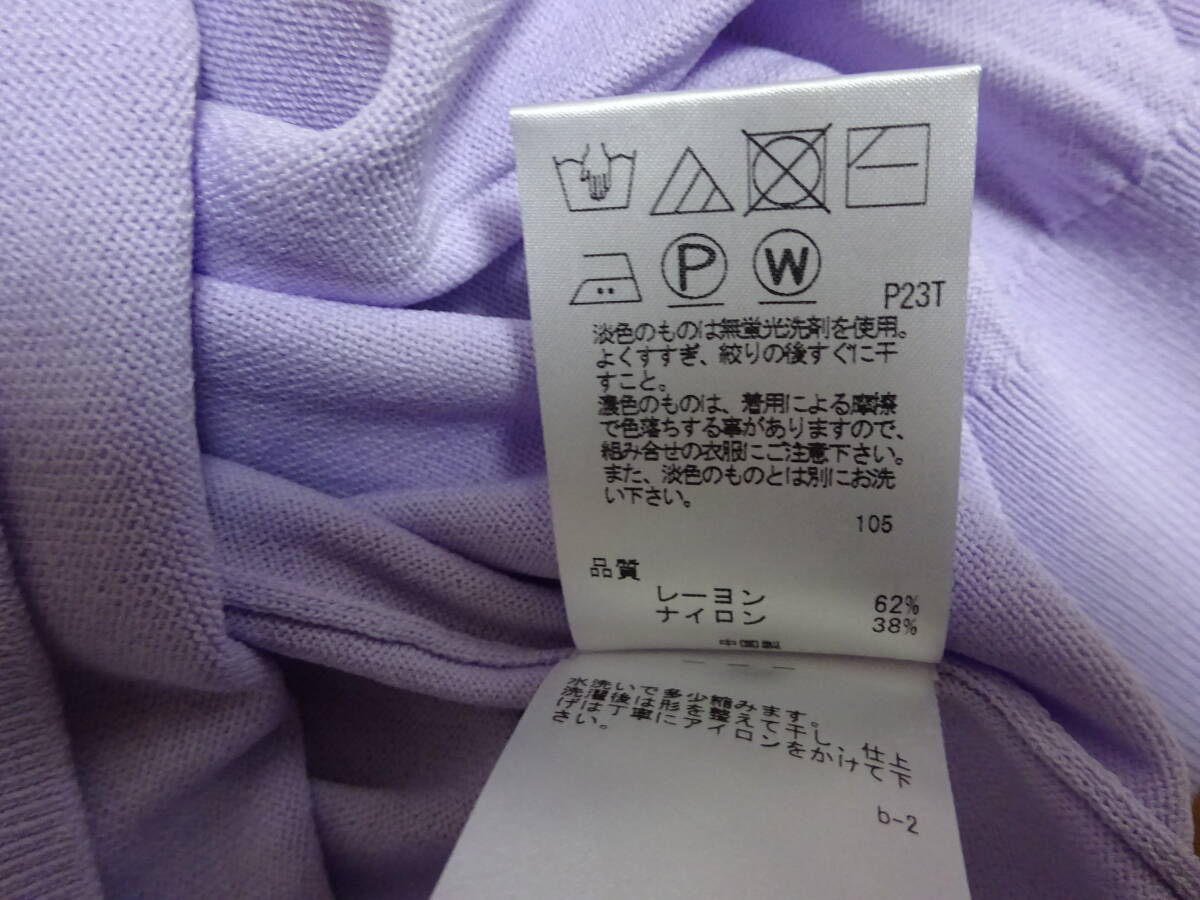 P W P23T
淡色のものは無蛍光洗剤を使用。
よくすすぎ、絞りの後すぐに干
すこと。
濃色のものは、着用による摩擦
で色落ちする事がありますので、
組み合せの衣服にご注意下さい。
また、淡色のものとは別にお洗
い下さい。
105
品質
レーヨン 62%
ナイロン 38%
中国製
水洗いで多少縮みます。
洗濯後は形を整えて干し、仕上
げは丁寧にアイロンをかけて下
さい。
b-2